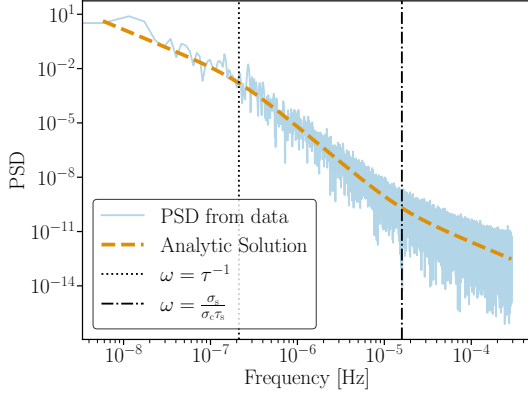 10^1
10^{-2}
10^{-5}
10^{-8}
10^{-11}
10^{-14}
PSD
PSD from data
Analytic Solution
ω = τ^{-1}
ω = σ_s/(σ_c τ_s)
10^{-8} 10^{-7} 10^{-6} 10^{-5} 10^{-4}
Frequency [Hz]